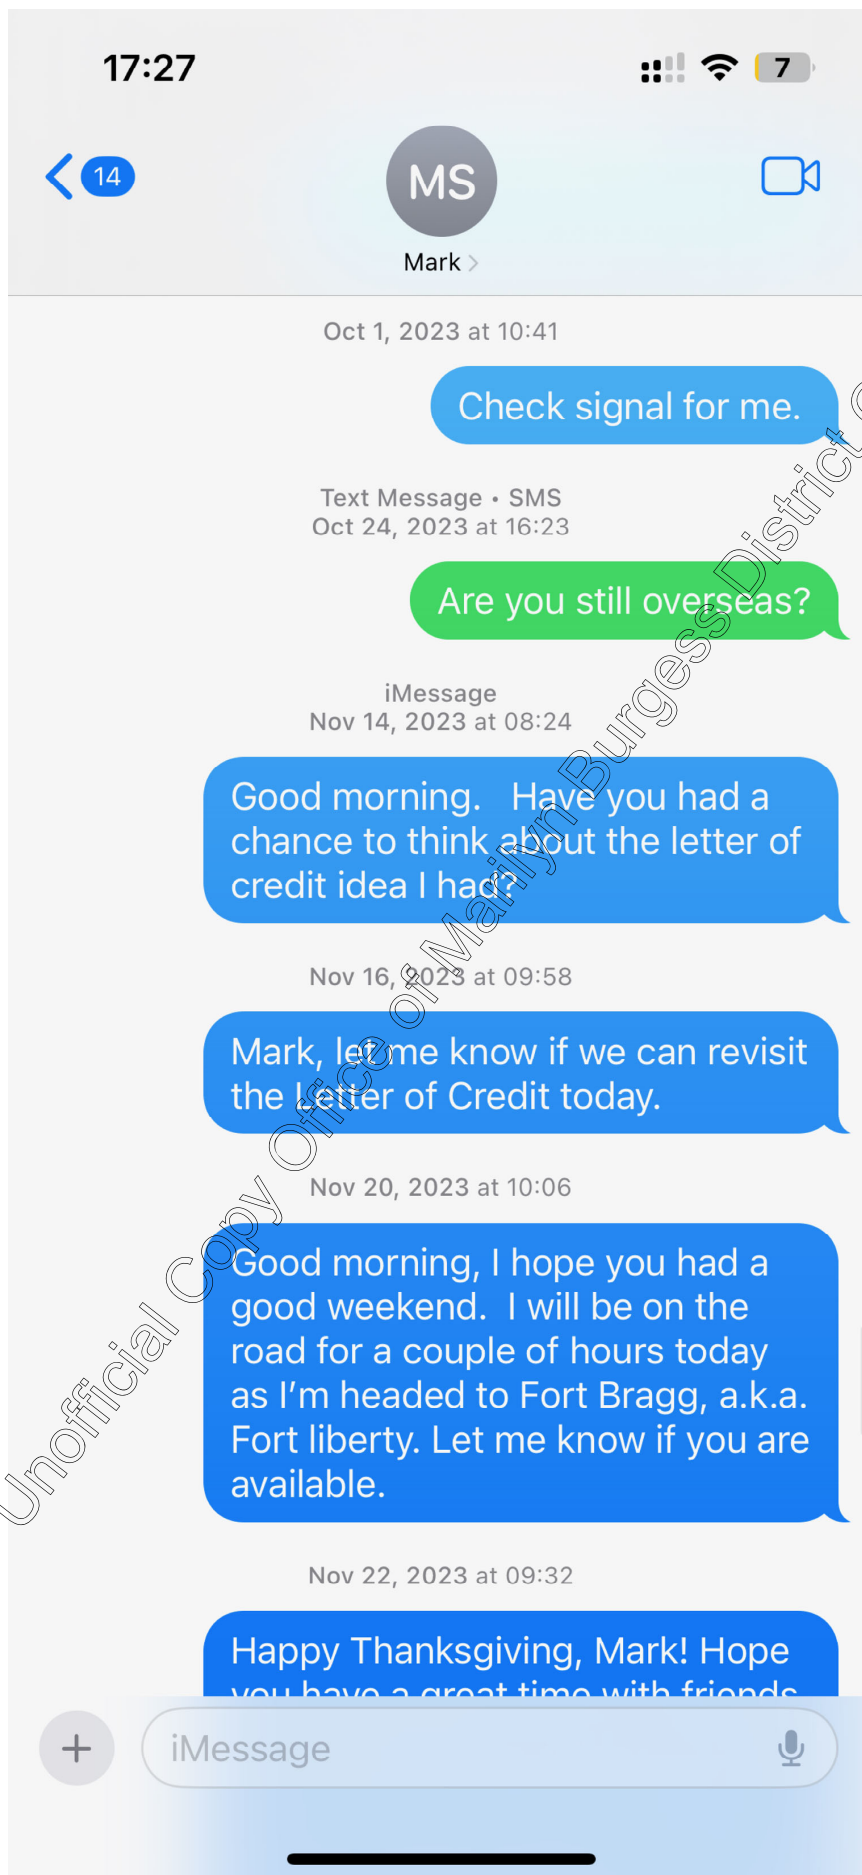 17:27
7
14
MS
Mark
Oct 1, 2023 at 10:41
Check signal for me.
Text Message • SMS
Oct 24, 2023 at 16:23
Are you still overseas?
iMessage
Nov 14, 2023 at 08:24
Good morning.   Have you had a
chance to think about the letter of
credit idea I had?
Nov 16, 2023 at 09:58
Mark, let me know if we can revisit
the Letter of Credit today.
Nov 20, 2023 at 10:06
Good morning, I hope you had a
good weekend.  I will be on the
road for a couple of hours today
as I’m headed to Fort Bragg, a.k.a.
Fort liberty. Let me know if you are
available.
Nov 22, 2023 at 09:32
Happy Thanksgiving, Mark! Hope
you have a great time with friends
iMessage
Unofficial Copy Office of Marilyn Burgess District